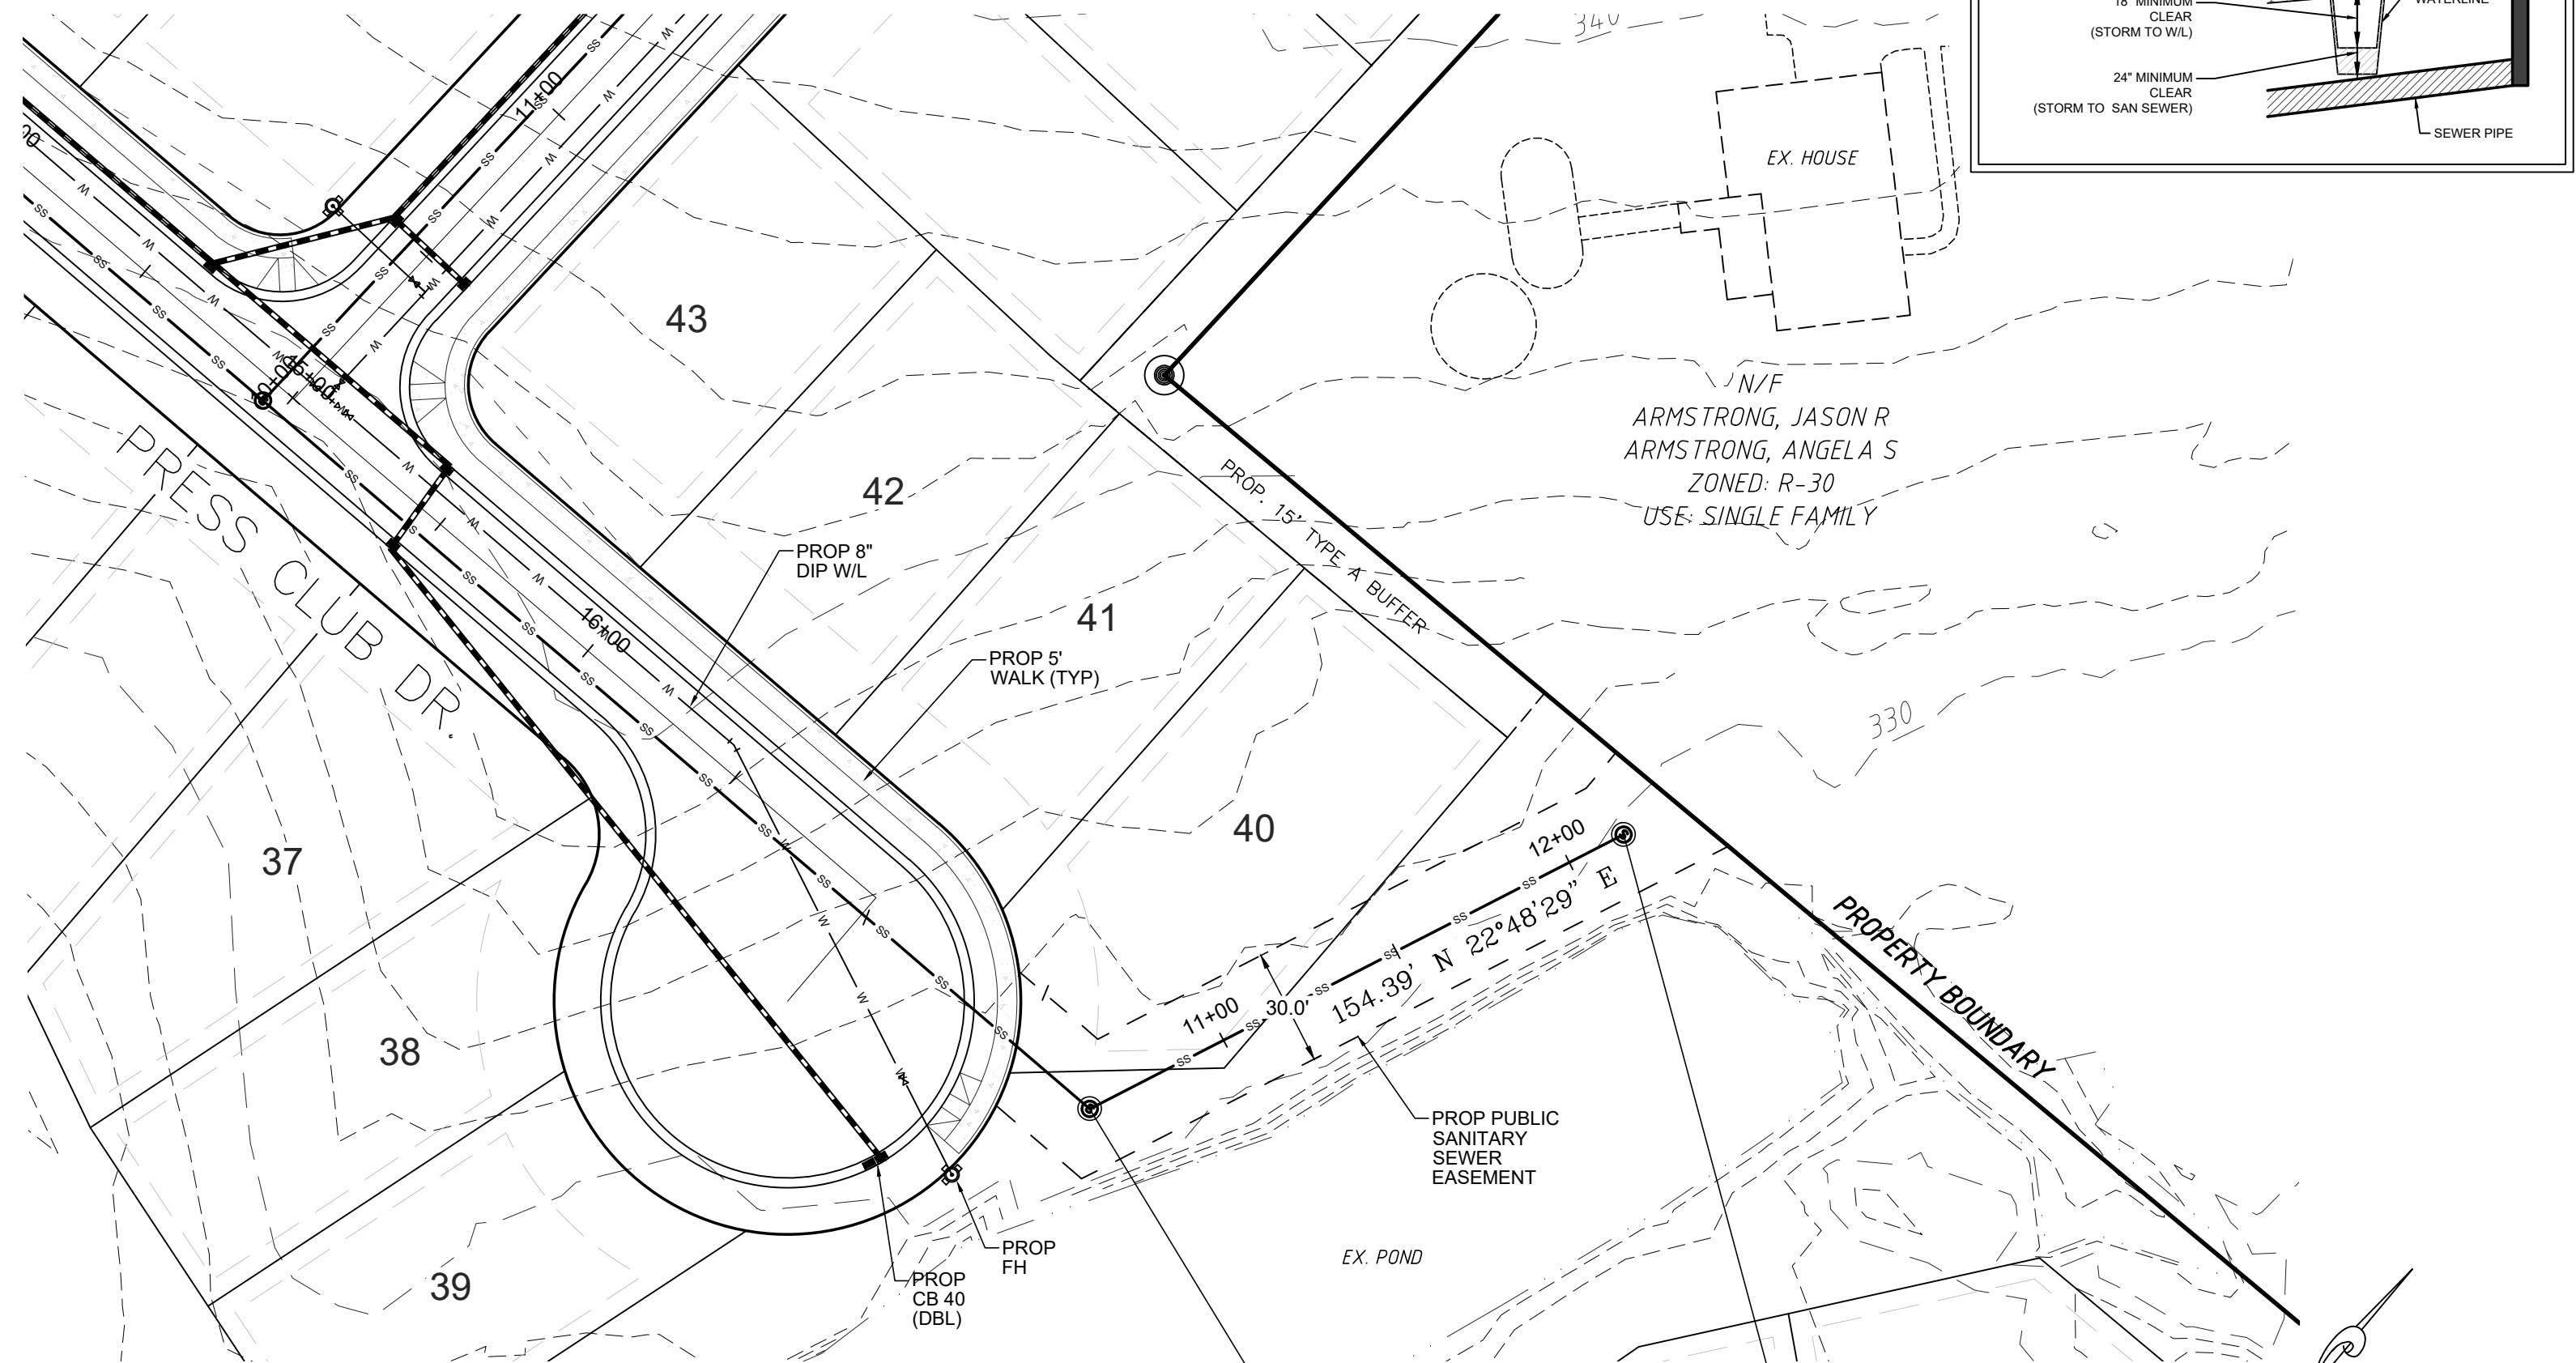 18" MINIMUM
CLEAR
(STORM TO W/L)
WATERLINE
24" MINIMUM
CLEAR
(STORM TO SAN SEWER)
SEWER PIPE
340
EX. HOUSE
11+00
43
N/F
ARMSTRONG, JASON R
ARMSTRONG, ANGELA S
ZONED: R-30
USE: SINGLE FAMILY
15+00
PRESS CLUB DR.
42
PROP. 15' TYPE A BUFFER
PROP 8"
DIP W/L
16+00
41
PROP 5'
WALK (TYP)
330
40
37
12+00
154.39' N 22°48'29" E
11+00
30.0'
PROPERTY BOUNDARY
38
PROP PUBLIC
SANITARY
SEWER
EASEMENT
PROP
FH
EX. POND
39
PROP
CB 40
(DBL)